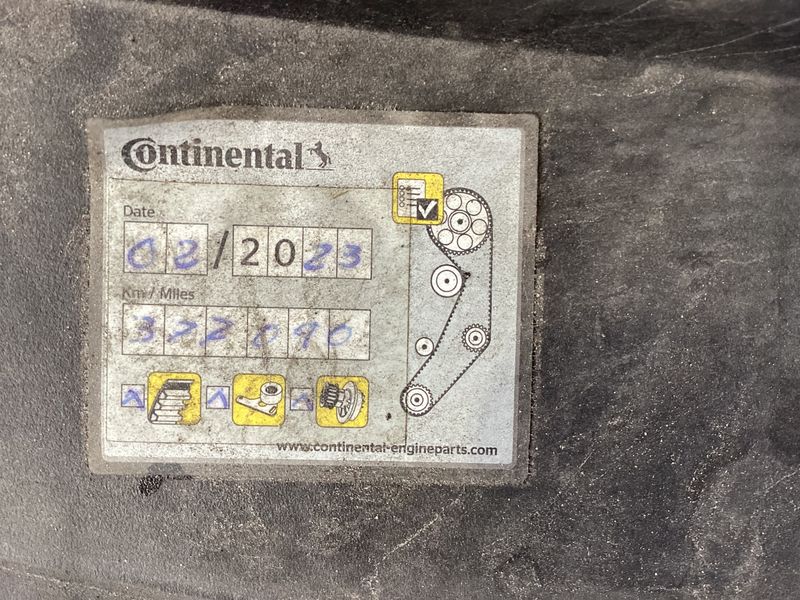 Continental
Date
02/2023
Km / Miles
322090
www.continental-engineparts.com